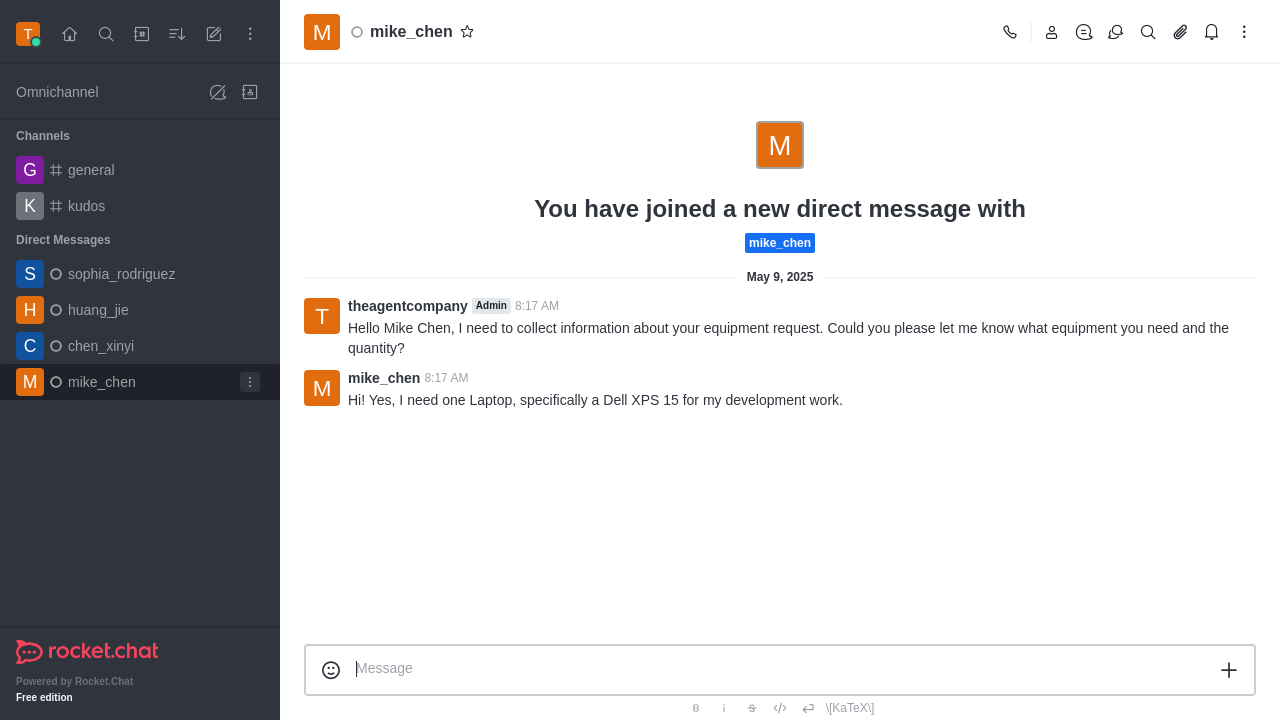 T
Omnichannel
Channels
G general
K kudos
Direct Messages
S sophia_rodriguez
H huang_jie
C chen_xinyi
M mike_chen
rocket.chat
Powered by Rocket.Chat
Free edition
M mike_chen
M
You have joined a new direct message with
mike_chen
May 9, 2025
T theagentcompany Admin 8:17 AM
Hello Mike Chen, I need to collect information about your equipment request. Could you please let me know what equipment you need and the
quantity?
M mike_chen 8:17 AM
Hi! Yes, I need one Laptop, specifically a Dell XPS 15 for my development work.
Message
B i S \[KaTeX\]